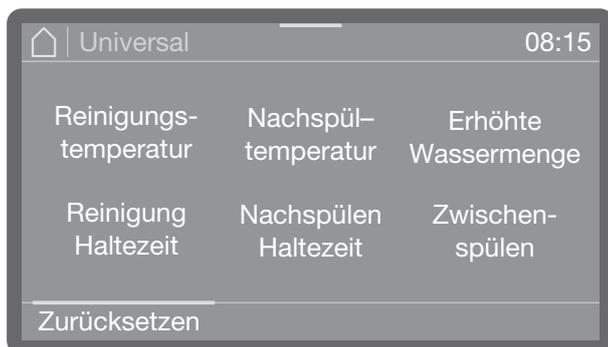 Universal 08:15
Reinigungs- Nachspül– Erhöhte
temperatur temperatur Wassermenge
Reinigung Nachspülen Zwischen-
Haltezeit Haltezeit spülen
Zurücksetzen